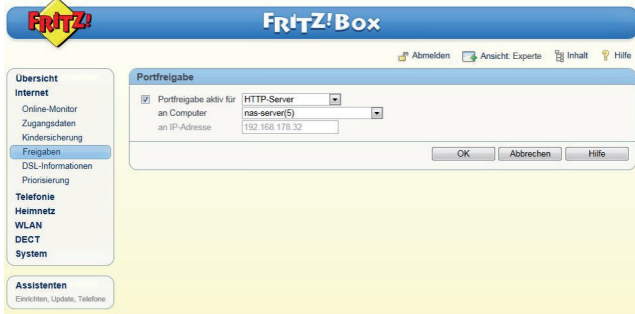 FRITZ!
FRITZ!BOX
Abmelden Ansicht: Experte Inhalt Hilfe
Übersicht
Internet
Online-Monitor
Zugangsdaten
Kindersicherung
Freigaben
DSL-Informationen
Priorisierung
Telefonie
Heimnetz
WLAN
DECT
System
Assistenten
Einrichten, Update, Telefone
Portfreigabe
Portfreigabe aktiv für HTTP-Server
an Computer nas-server(5)
an IP-Adresse 192.168.178.32
OK Abbrechen Hilfe